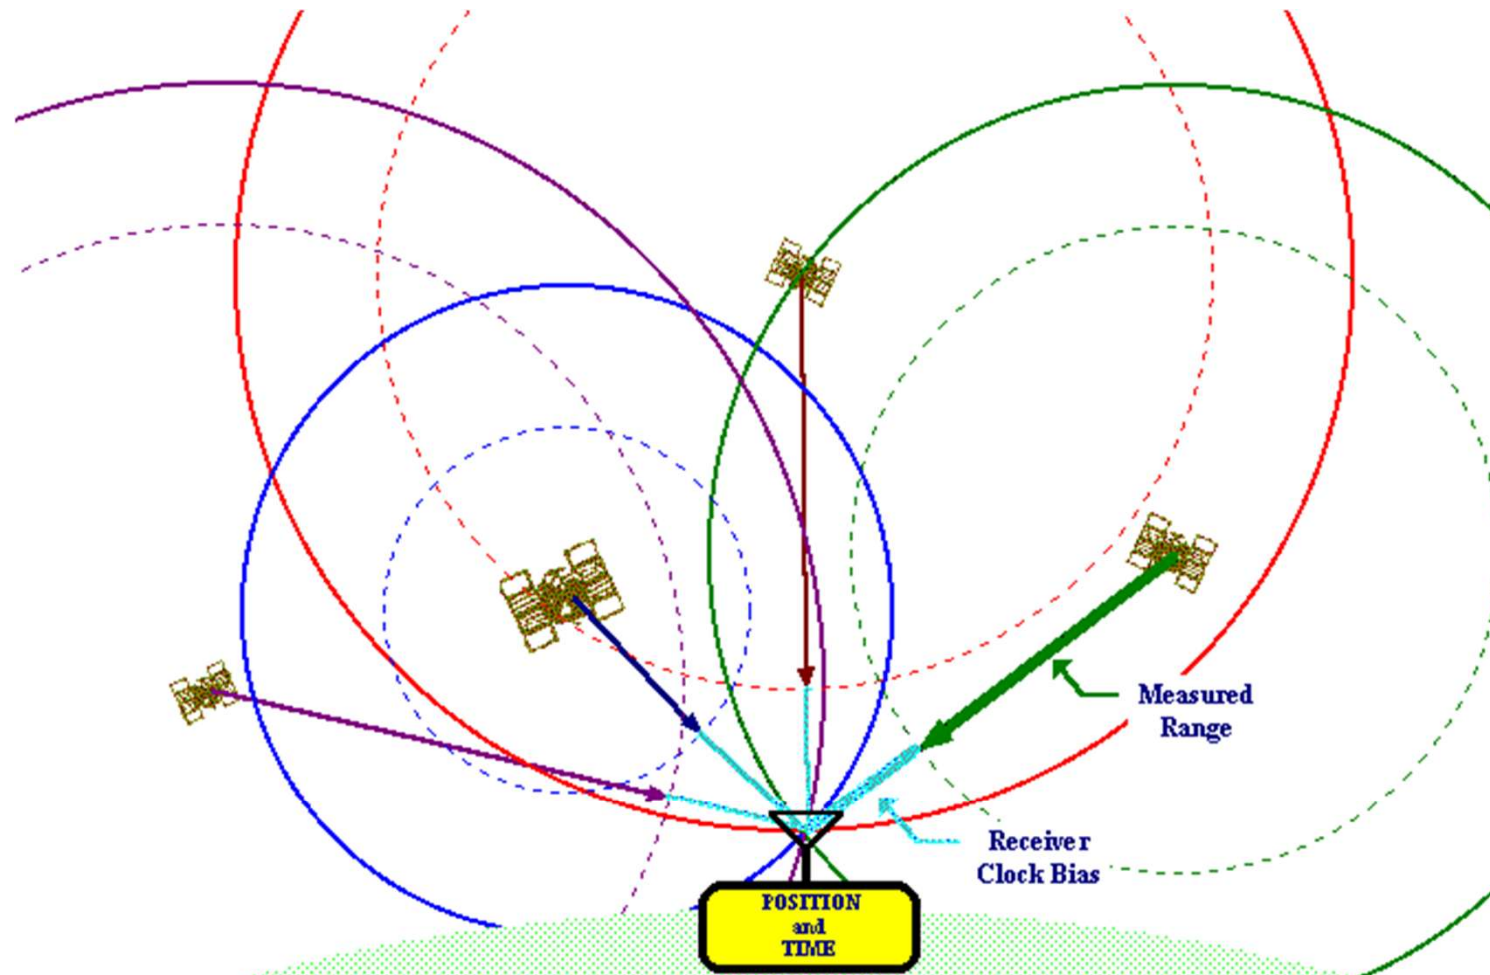 Measured
Range
Receiver
Clock Bias
POSITION
and
TIME